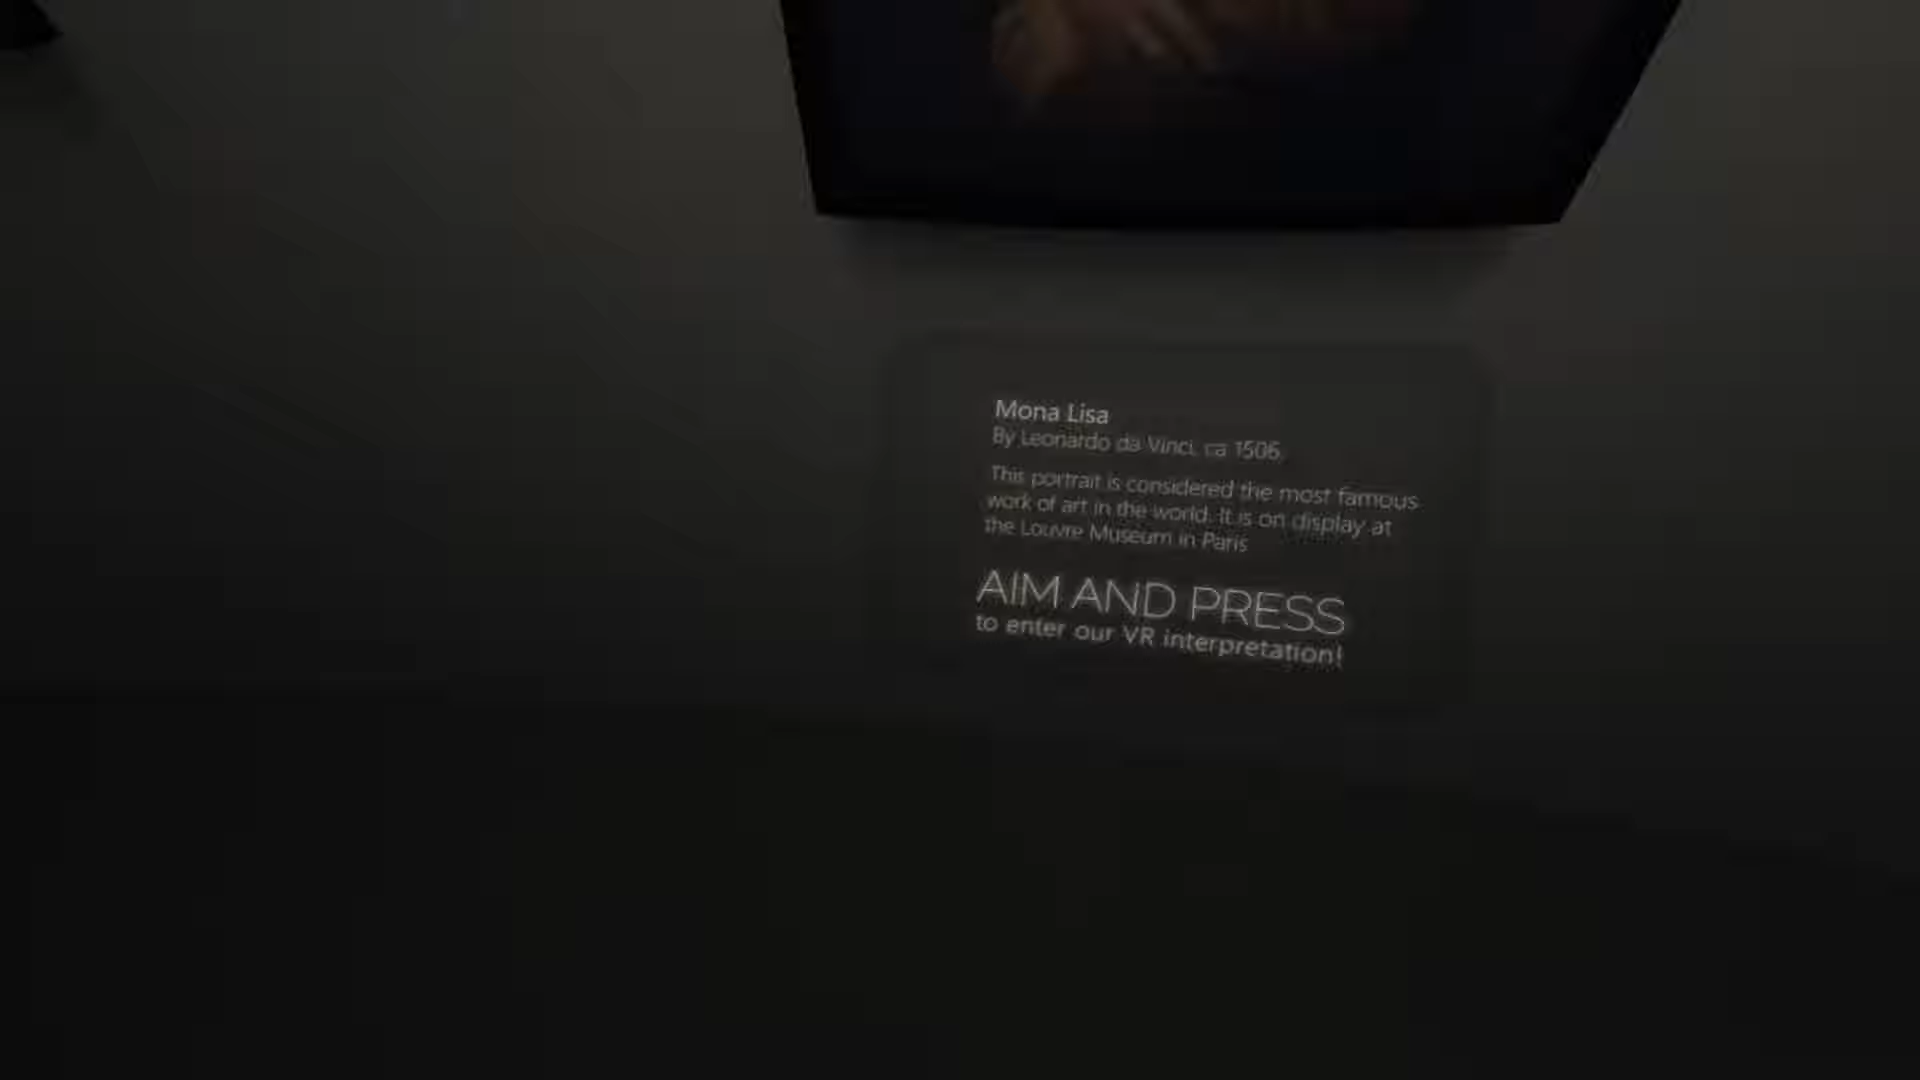 Mona Lisa
By Leonardo da Vinci, ca 1506.
This portrait is considered the most famous
work of art in the world. It is on display at
the Louvre Museum in Paris
AIM AND PRESS
to enter our VR interpretation!